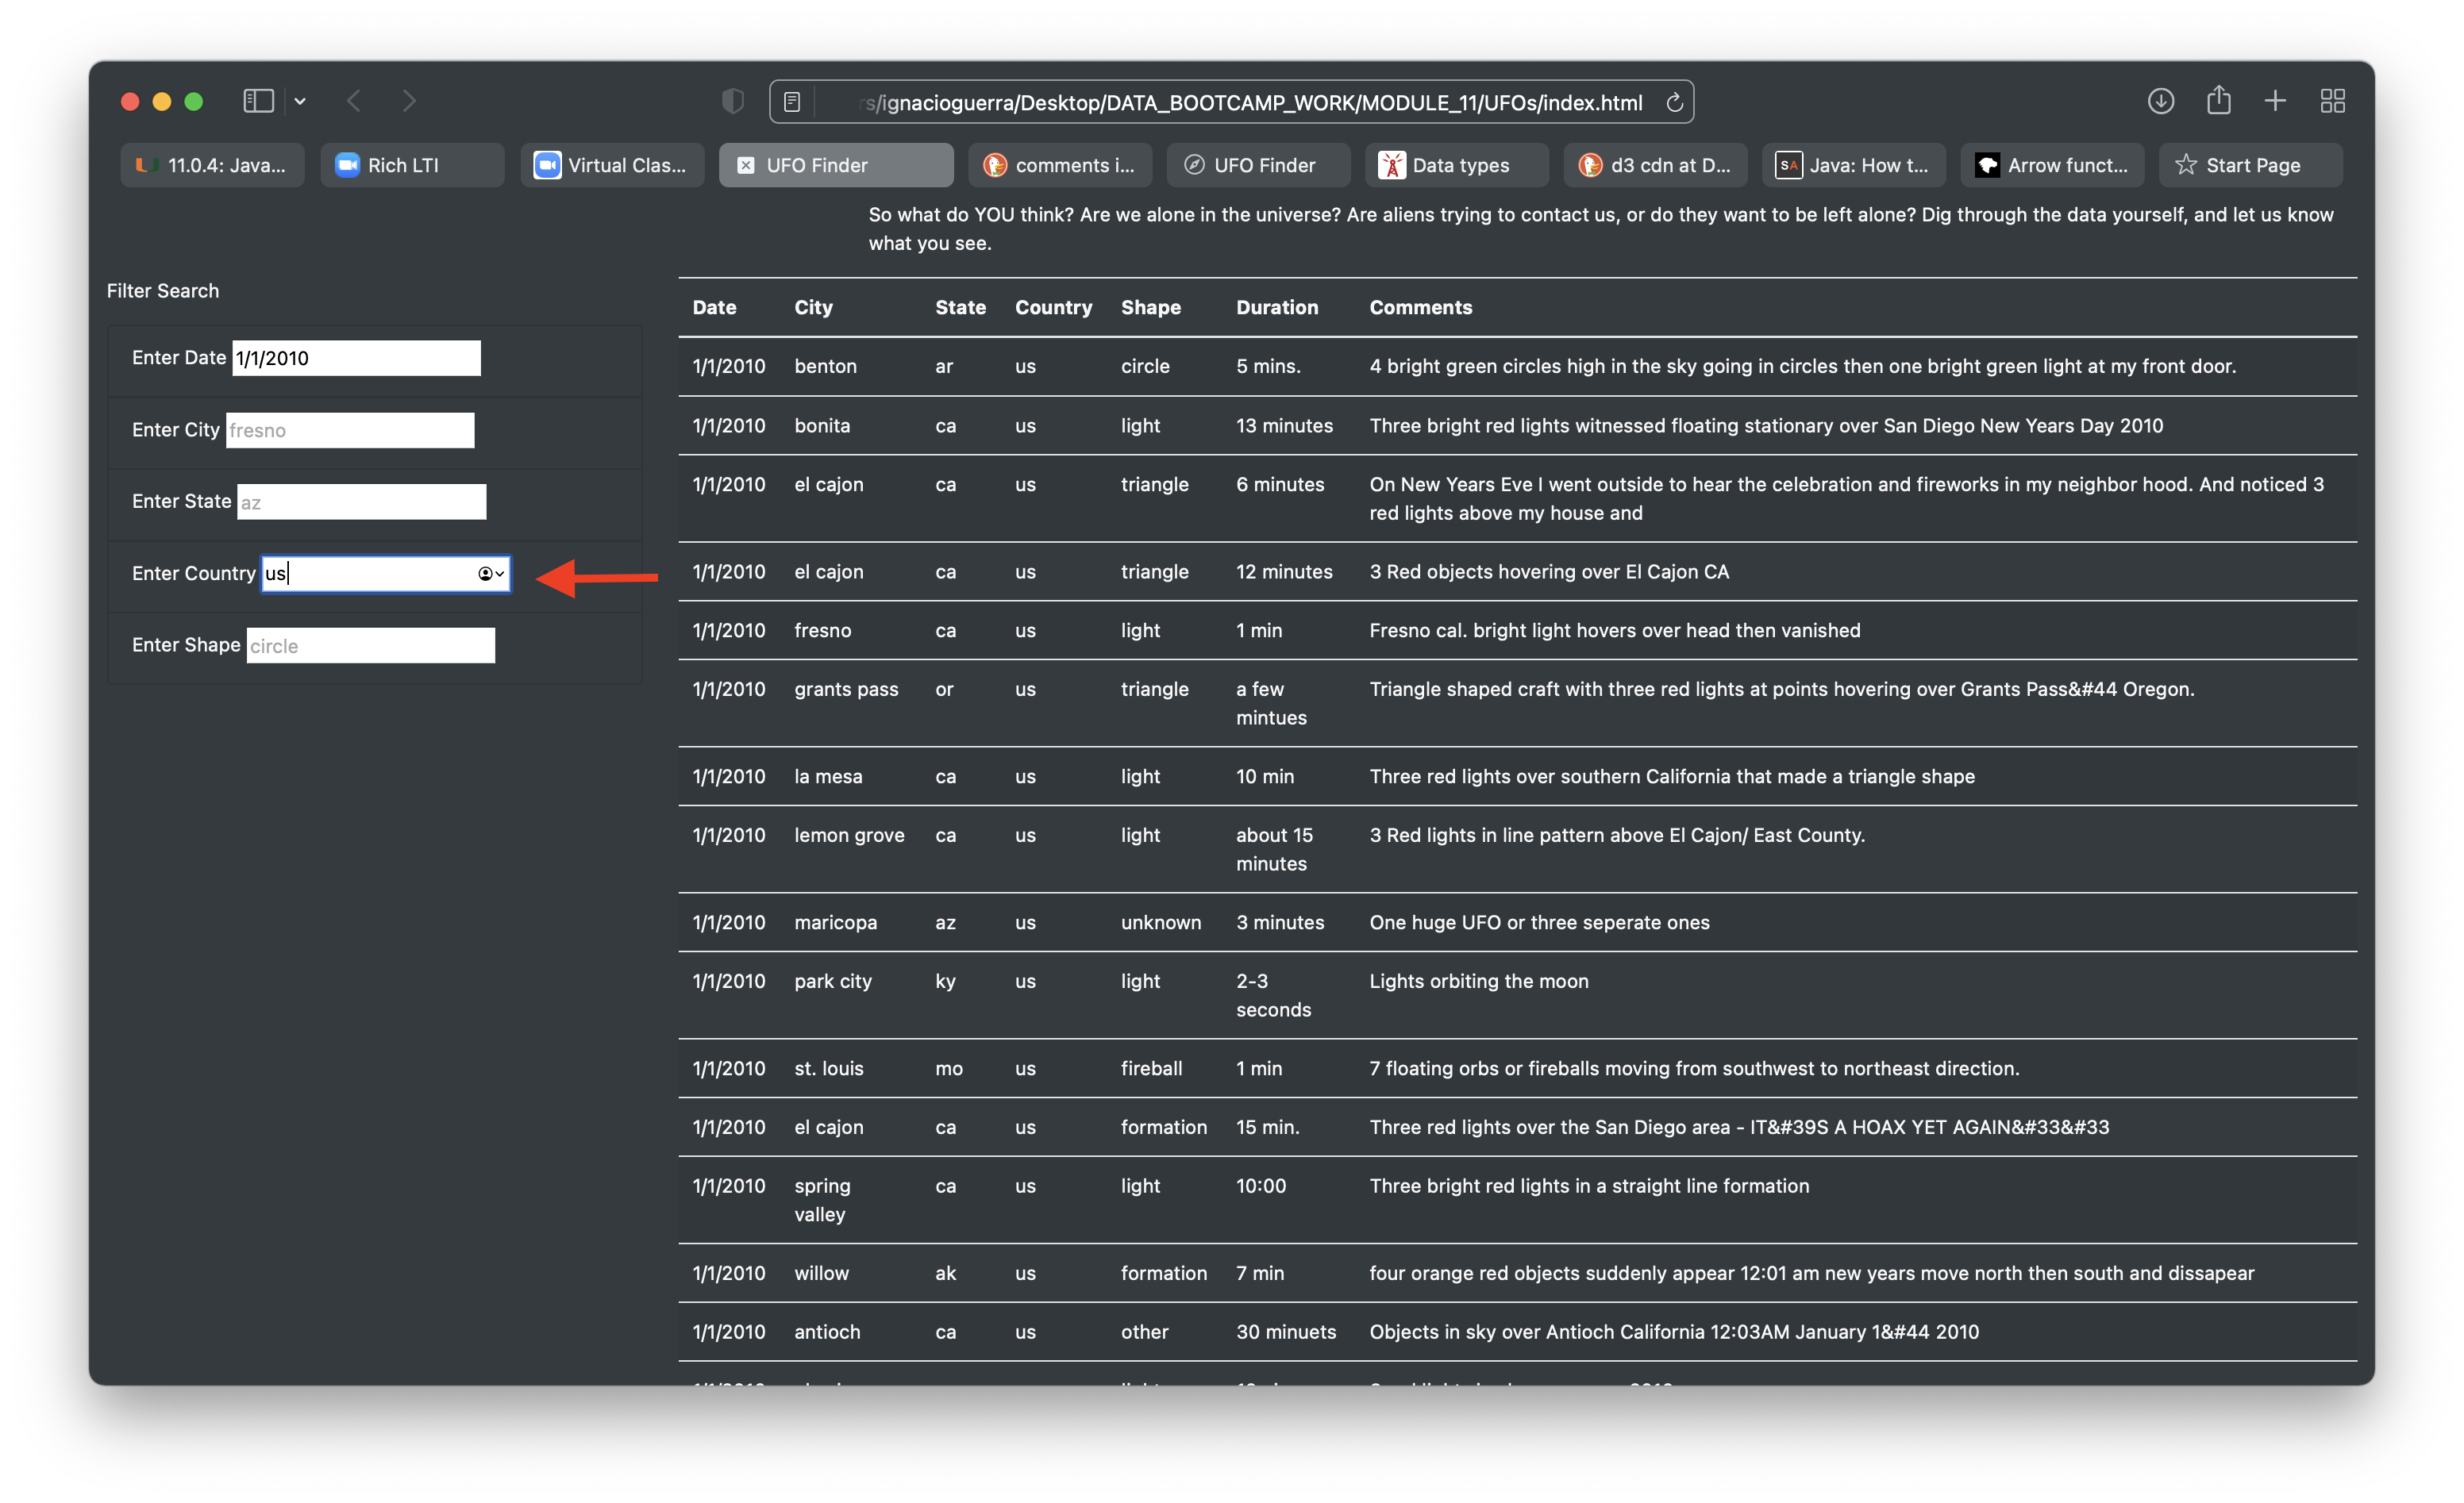 rs/ignacioguerra/Desktop/DATA_BOOTCAMP_WORK/MODULE_11/UFOs/index.html
11.0.4: Java...
Rich LTI
Virtual Clas...
UFO Finder
comments i...
UFO Finder
Data types
d3 cdn at D...
SA Java: How t...
Arrow funct...
Start Page
So what do YOU think? Are we alone in the universe? Are aliens trying to contact us, or do they want to be left alone? Dig through the data yourself, and let us know
what you see.
Filter Search
Enter Date 1/1/2010
Enter City fresno
Enter State az
Enter Country us
Enter Shape circle
Date City State Country Shape Duration Comments
1/1/2010 benton ar us circle 5 mins. 4 bright green circles high in the sky going in circles then one bright green light at my front door.
1/1/2010 bonita ca us light 13 minutes Three bright red lights witnessed floating stationary over San Diego New Years Day 2010
1/1/2010 el cajon ca us triangle 6 minutes On New Years Eve I went outside to hear the celebration and fireworks in my neighbor hood. And noticed 3
red lights above my house and
1/1/2010 el cajon ca us triangle 12 minutes 3 Red objects hovering over El Cajon CA
1/1/2010 fresno ca us light 1 min Fresno cal. bright light hovers over head then vanished
1/1/2010 grants pass or us triangle a few Triangle shaped craft with three red lights at points hovering over Grants Pass&#44 Oregon.
mintues
1/1/2010 la mesa ca us light 10 min Three red lights over southern California that made a triangle shape
1/1/2010 lemon grove ca us light about 15 3 Red lights in line pattern above El Cajon/ East County.
minutes
1/1/2010 maricopa az us unknown 3 minutes One huge UFO or three seperate ones
1/1/2010 park city ky us light 2-3 Lights orbiting the moon
seconds
1/1/2010 st. louis mo us fireball 1 min 7 floating orbs or fireballs moving from southwest to northeast direction.
1/1/2010 el cajon ca us formation 15 min. Three red lights over the San Diego area - IT&#39S A HOAX YET AGAIN&#33&#33
1/1/2010 spring ca us light 10:00 Three bright red lights in a straight line formation
valley
1/1/2010 willow ak us formation 7 min four orange red objects suddenly appear 12:01 am new years move north then south and dissapear
1/1/2010 antioch ca us other 30 minuets Objects in sky over Antioch California 12:03AM January 1&#44 2010